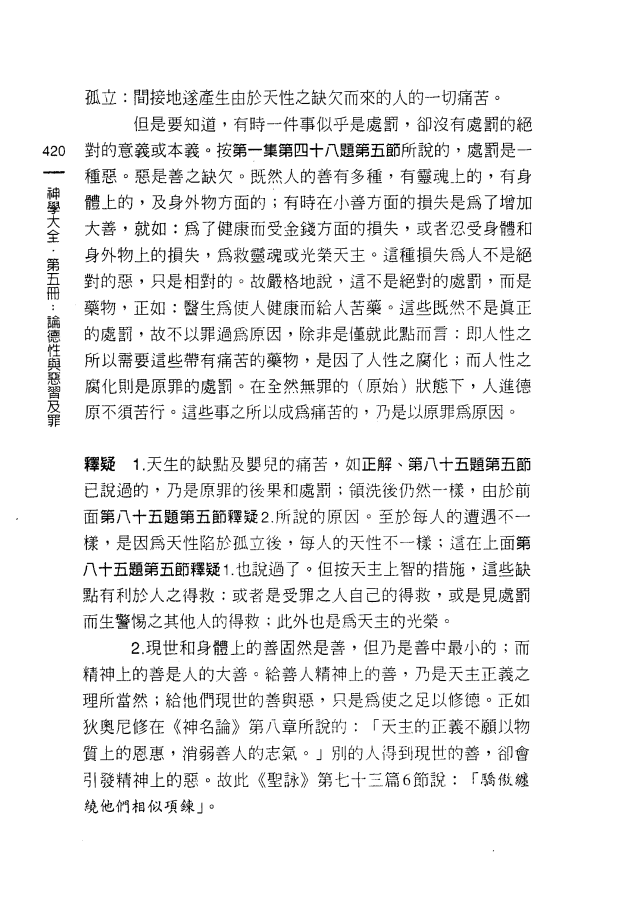 孤立：間接地遂產生由於天性之缺欠而來的人的一切痛苦。
但是要知道，有時一件事似乎是處罰，卻沒有處罰的絕
對的意義或本義。按第一集第四十八題第五節所說的，處罰是一
種惡。惡是善之缺欠。既然人的善有多種，有靈魂上的，有身
體上的，及身外物方面的；有時在小善方面的損失是爲了增加
大善，就如：爲了健康而受金錢方面的損失，或者忍受身體和
身外物上的損失，爲救靈魂或光榮天主。這種損失爲人不是絕
對的惡，只是相對的。故嚴格地說，這不是絕對的處罰，而是
藥物，正如：醫生爲使人健康而給人苦藥。這些既然不是眞正
的處罰，故不以罪過爲原因，除非是僅就此點而言：即人性之
所以需要這些帶有痛苦的藥物，是因了人性之腐化；而人性之
腐化則是原罪的處罰。在全然無罪的（原始）狀態下，人進德
原不須苦行。這些事之所以成爲痛苦的，乃是以原罪爲原因。
釋疑 1.天生的缺點及嬰兒的痛苦，如正解、第八十五題第五節
已說過的，乃是原罪的後果和處罰；領洗後仍然一樣，由於前
面第八十五題第五節釋疑2.所說的原因。至於每人的遭遇不一
樣，是因爲天性陷於孤立後，每人的天性不一樣；這在上面第
八十五題第五節釋疑1.也說過了。但按天主上智的措施，這些缺
點有利於人之得救：或者是受罪之人自己的得救，或是見處罰
而生警惕之其他人的得救；此外也是爲天主的光榮。
2.現世和身體上的善固然是善，但乃是善中最小的；而
精神上的善是人的大善。給善人精神上的善，乃是天主正義之
理所當然；給他們現世的善與惡，只是爲使之足以修德。正如
狄奧尼修在《神名論》第八章所說的：「天主的正義不願以物
質上的恩惠，消弱善人的志氣。」別的人得到現世的善，卻會
引發精神上的惡。故此《聖詠》第七十三篇6節說：「驕傲纏
繞他們相似項鍊」。
420
神學大全．第五冊：論德性與惡習及罪